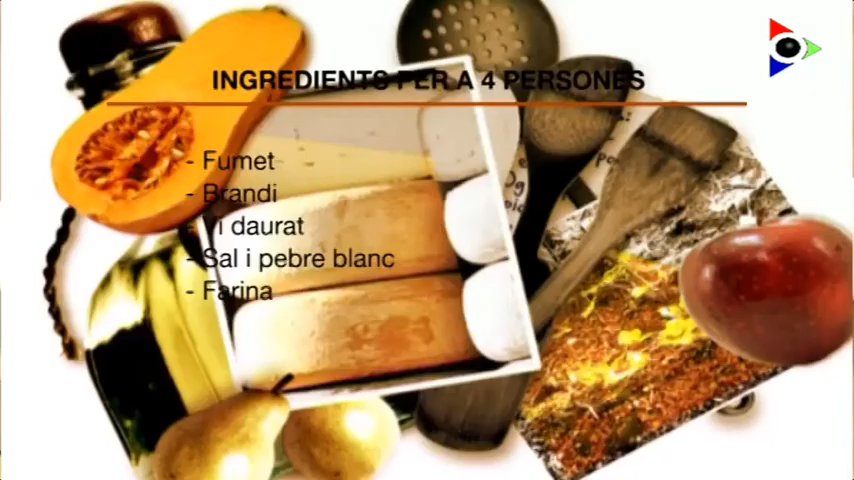 INGREDIENTS PER A 4 PERSONES
- Fumet
- Brandi
- Vi daurat
- Sal i pebre blanc
- Farina